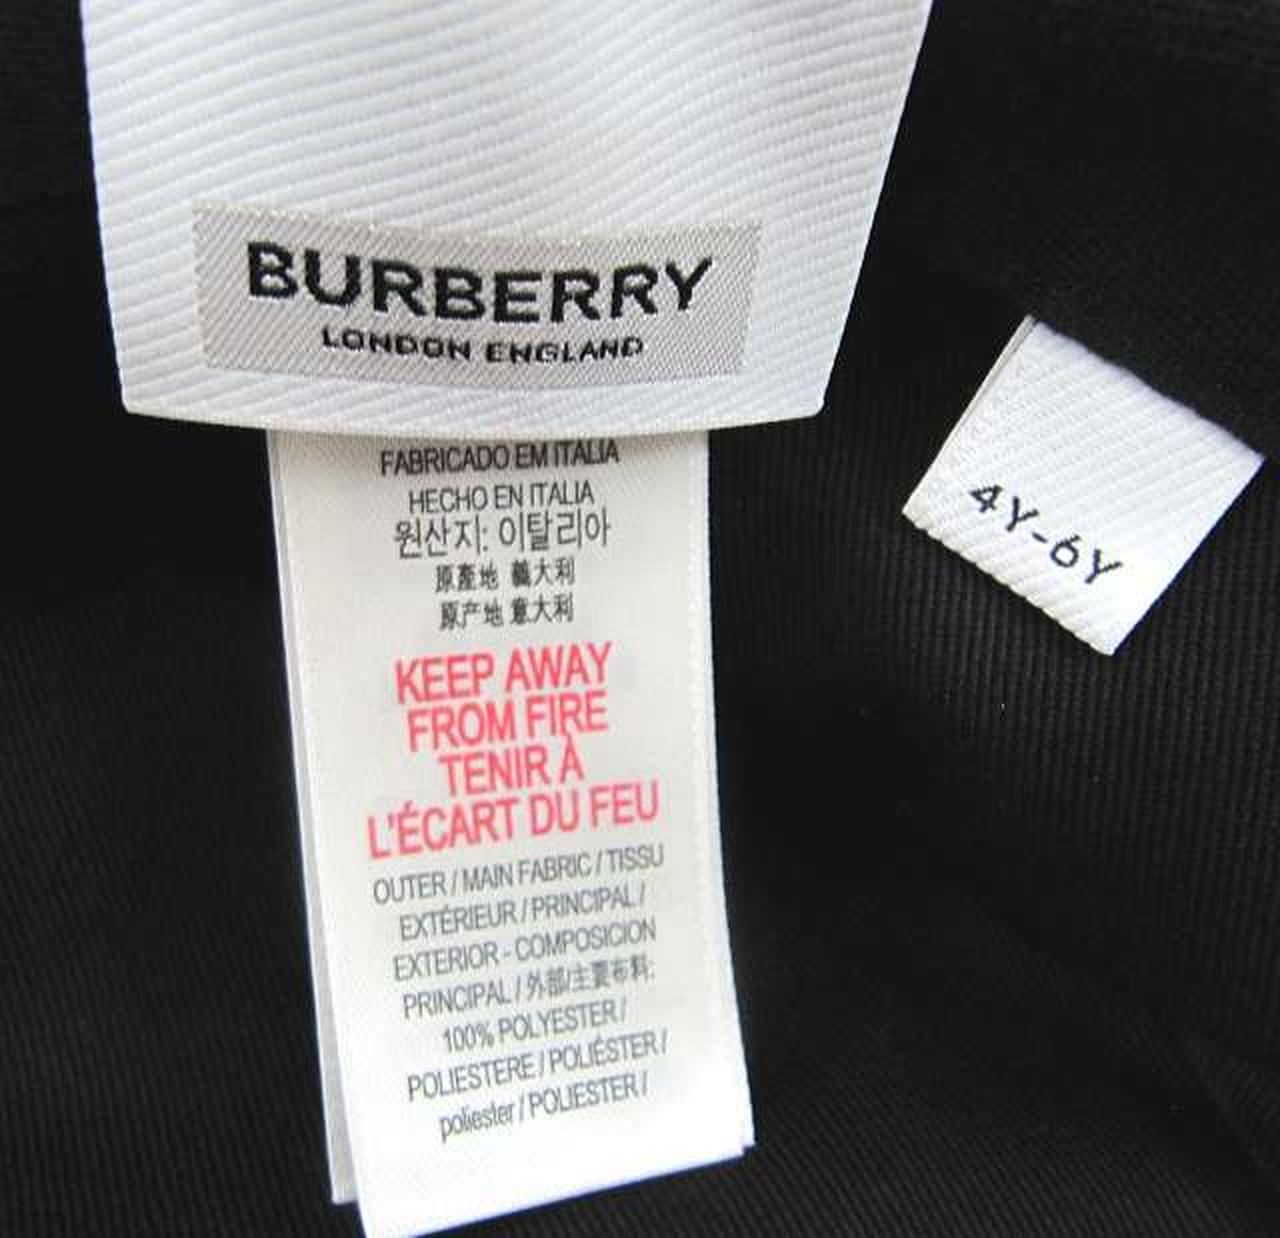 BURBERRY
LONDON ENGLAND
FABRICADO EM ITALIA
HECHO EN ITALIA
원산지: 이탈리아
原產地 義大利
原产地 意大利
KEEP AWAY
FROM FIRE
TENIR À
L'ÉCART DU FEU
OUTER / MAIN FABRIC / TISSU
EXTÉRIEUR / PRINCIPAL /
EXTERIOR - COMPOSICION
PRINCIPAL / 外部/主要布料:
100% POLYESTER /
POLIESTERE / POLIÉSTER /
poliester / POLIESTER /
4Y-6Y